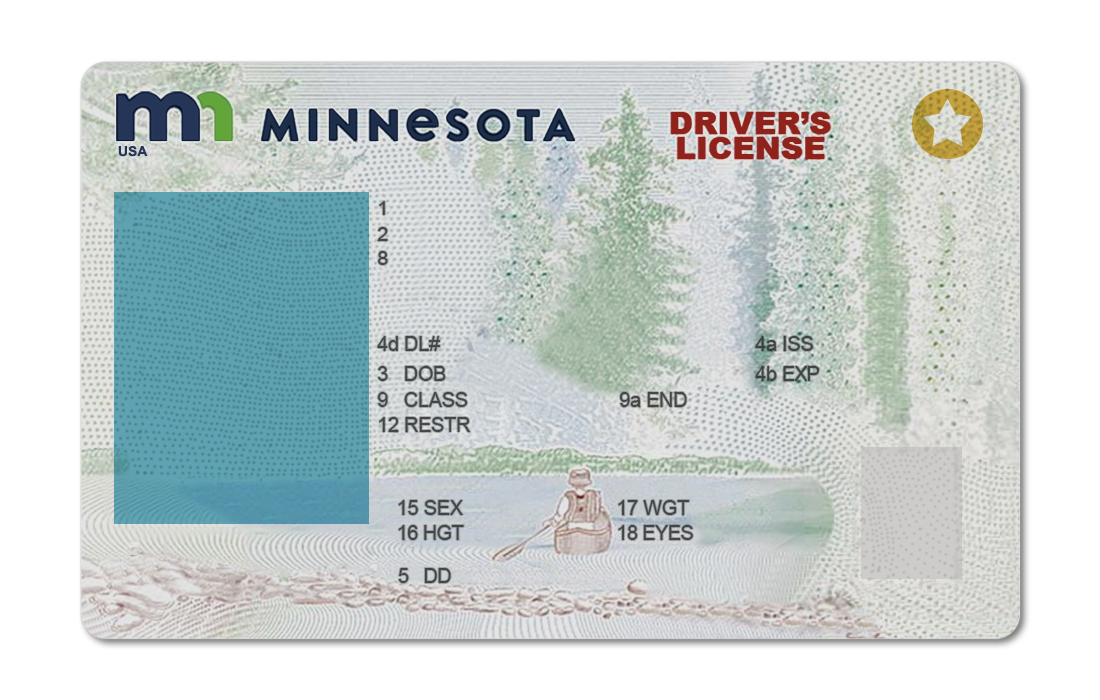 mn MINNESOTA
USA
DRIVER'S
LICENSE
1
2
8
4d DL#
4a ISS
3 DOB
4b EXP
9 CLASS
9a END
12 RESTR
15 SEX
17 WGT
16 HGT
18 EYES
5 DD